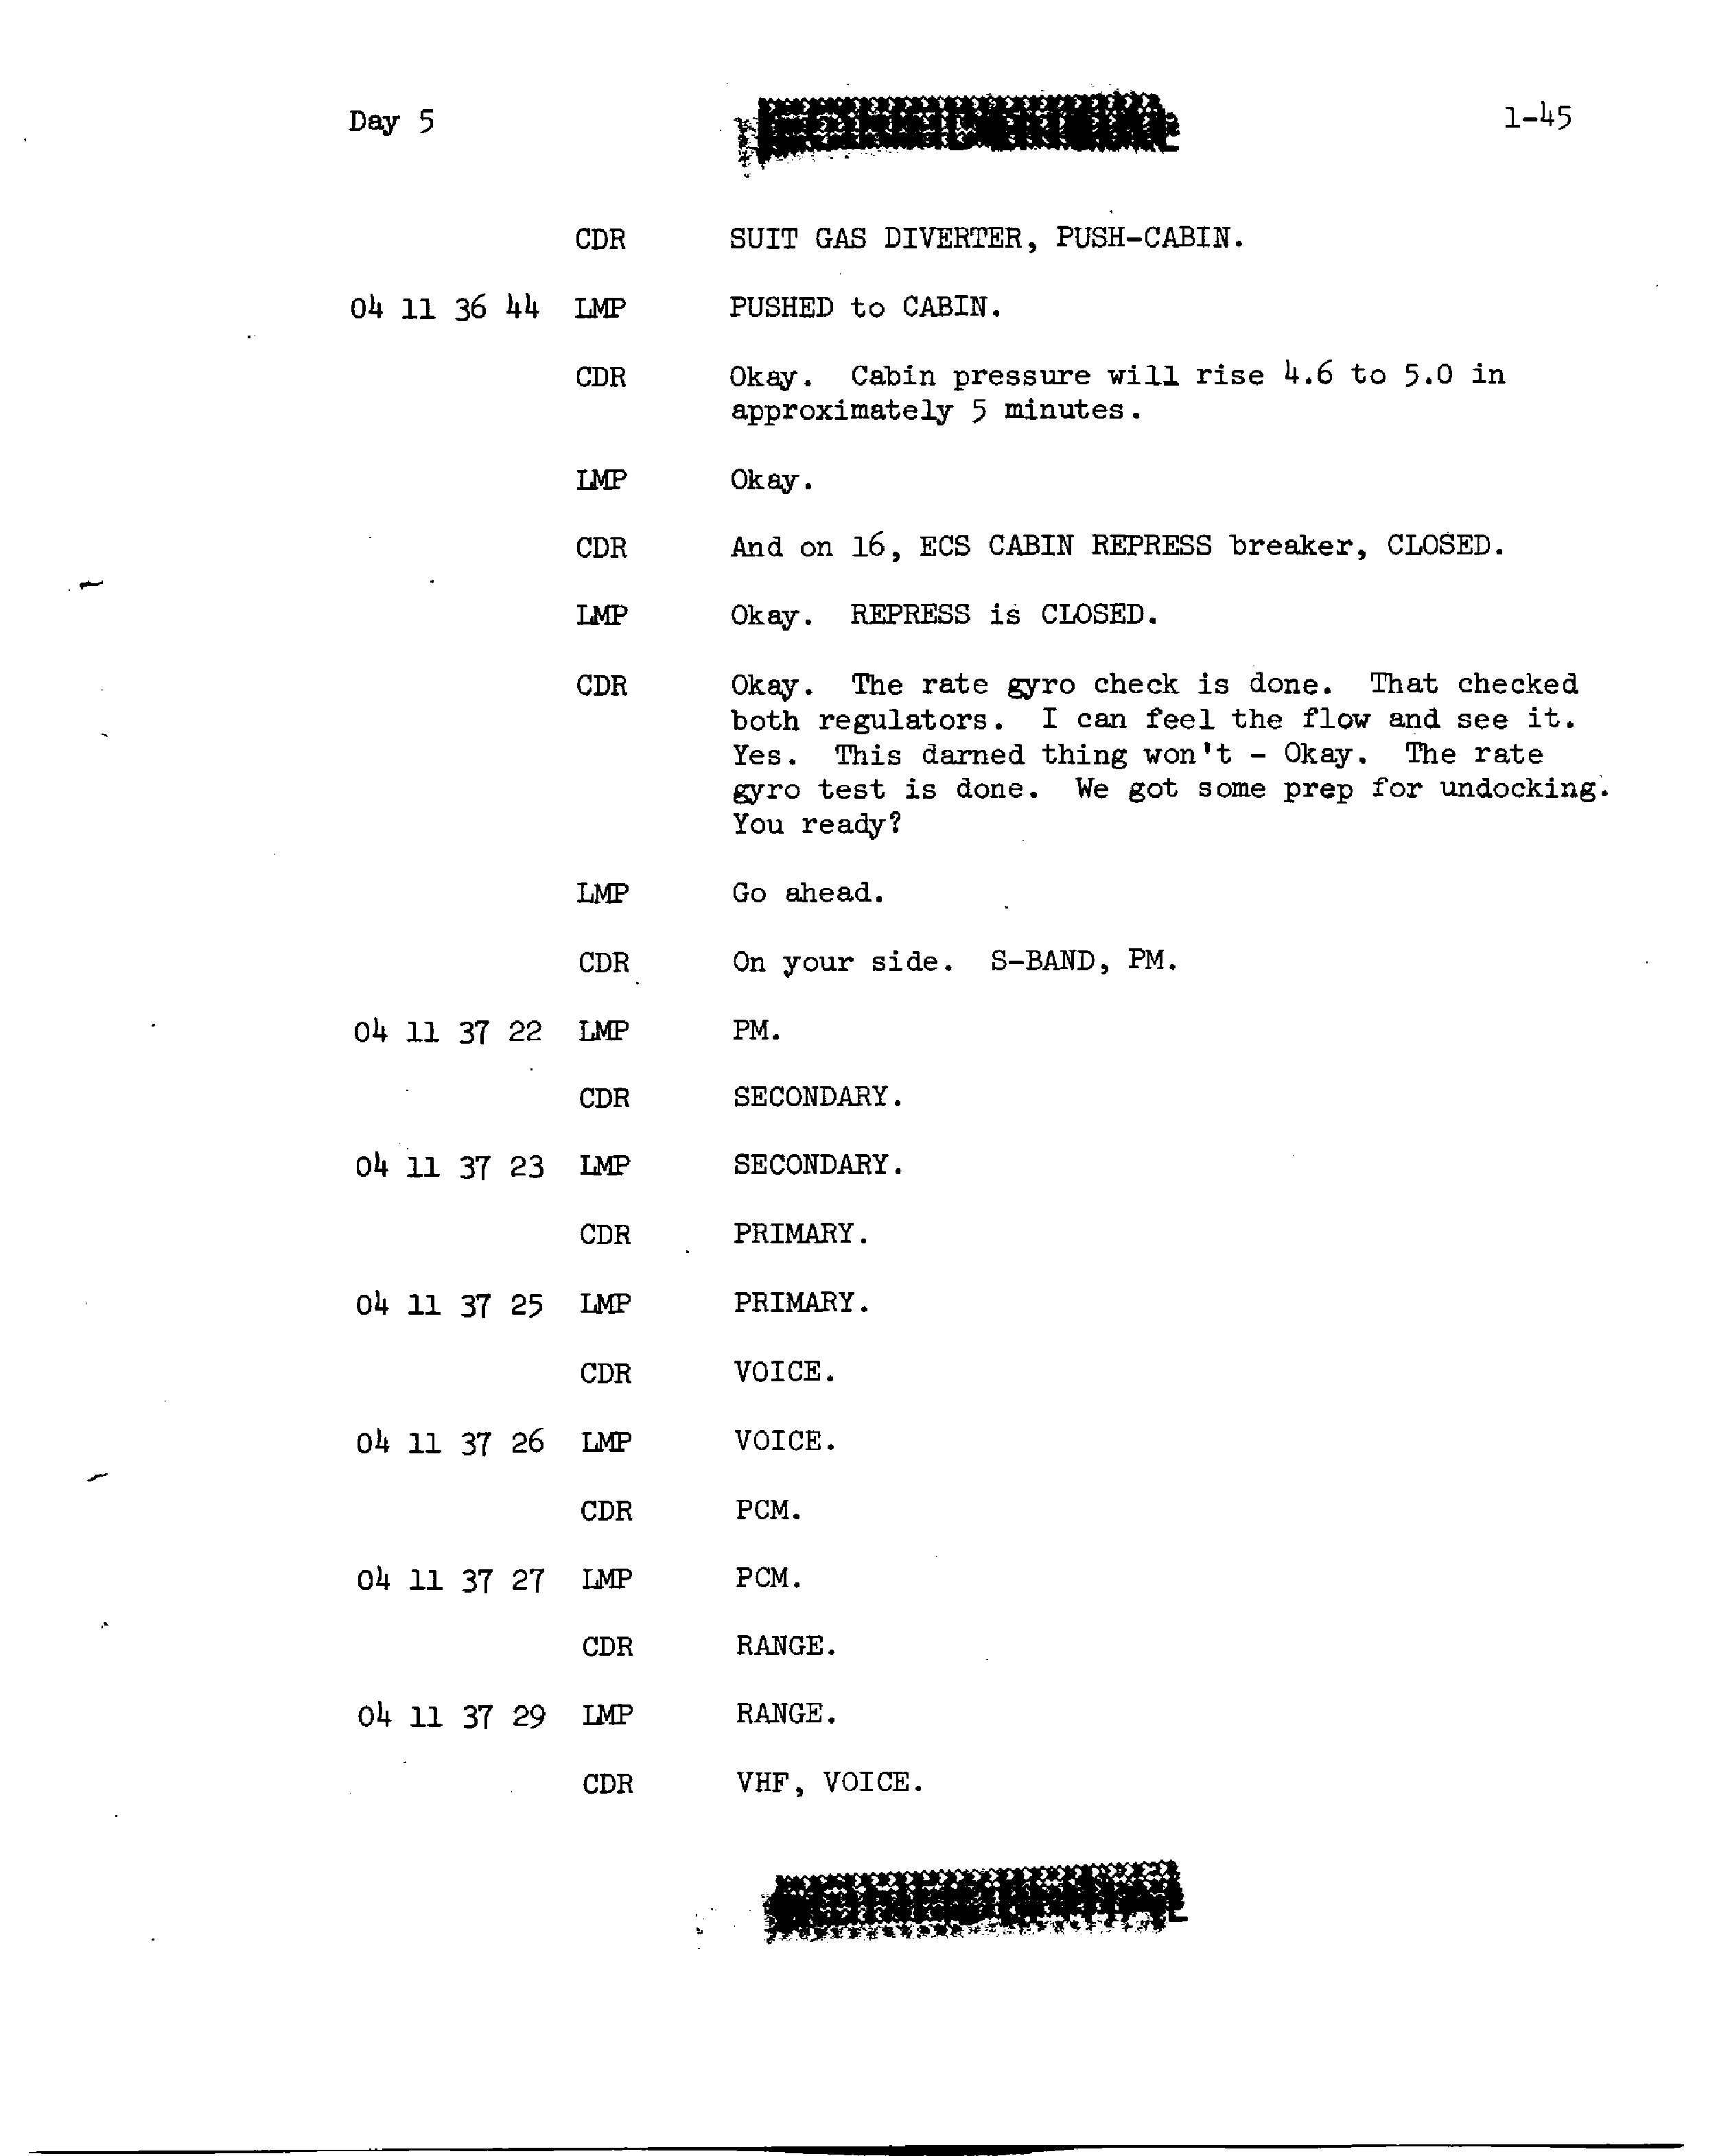 Day 5
1-45
CDR SUIT GAS DIVERTER, PUSH-CABIN.
04 11 36 44 LMP PUSHED to CABIN.
CDR Okay. Cabin pressure will rise 4.6 to 5.0 in
approximately 5 minutes.
LMP Okay.
CDR And on 16, ECS CABIN REPRESS breaker, CLOSED.
LMP Okay. REPRESS is CLOSED.
CDR Okay. The rate gyro check is done. That checked
both regulators. I can feel the flow and see it.
Yes. This darned thing won't - Okay. The rate
gyro test is done. We got some prep for undocking.
You ready?
LMP Go ahead.
CDR On your side. S-BAND, PM.
04 11 37 22 LMP PM.
CDR SECONDARY.
04 11 37 23 LMP SECONDARY.
CDR PRIMARY.
04 11 37 25 LMP PRIMARY.
CDR VOICE.
04 11 37 26 LMP VOICE.
CDR PCM.
04 11 37 27 LMP PCM.
CDR RANGE.
04 11 37 29 LMP RANGE.
CDR VHF, VOICE.